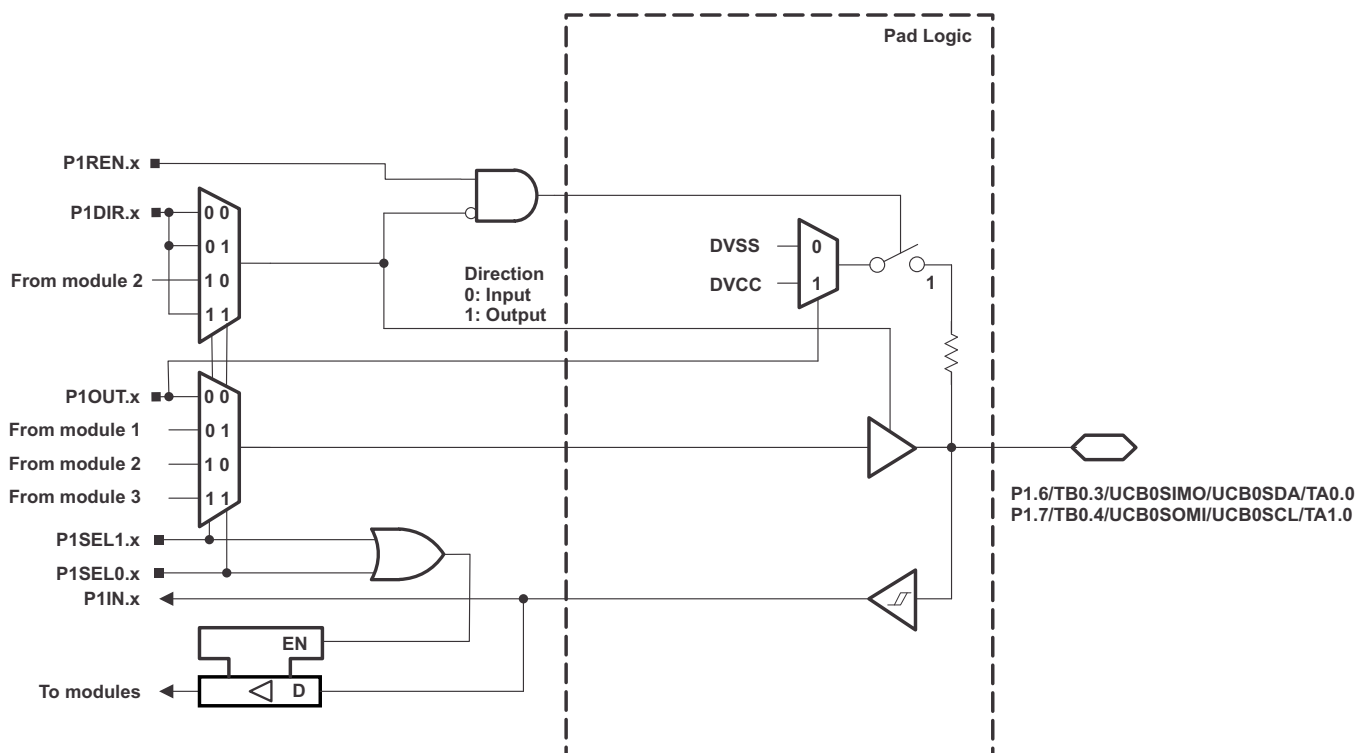 Pad Logic
P1REN.x
P1DIR.x
0 0
0 1
From module 2
1 0
1 1
Direction
0: Input
1: Output
DVSS
0
DVCC
1
1
P1OUT.x
0 0
From module 1
0 1
From module 2
1 0
From module 3
1 1
P1.6/TB0.3/UCB0SIMO/UCB0SDA/TA0.0
P1.7/TB0.4/UCB0SOMI/UCB0SCL/TA1.0
P1SEL1.x
P1SEL0.x
P1IN.x
EN
To modules
D